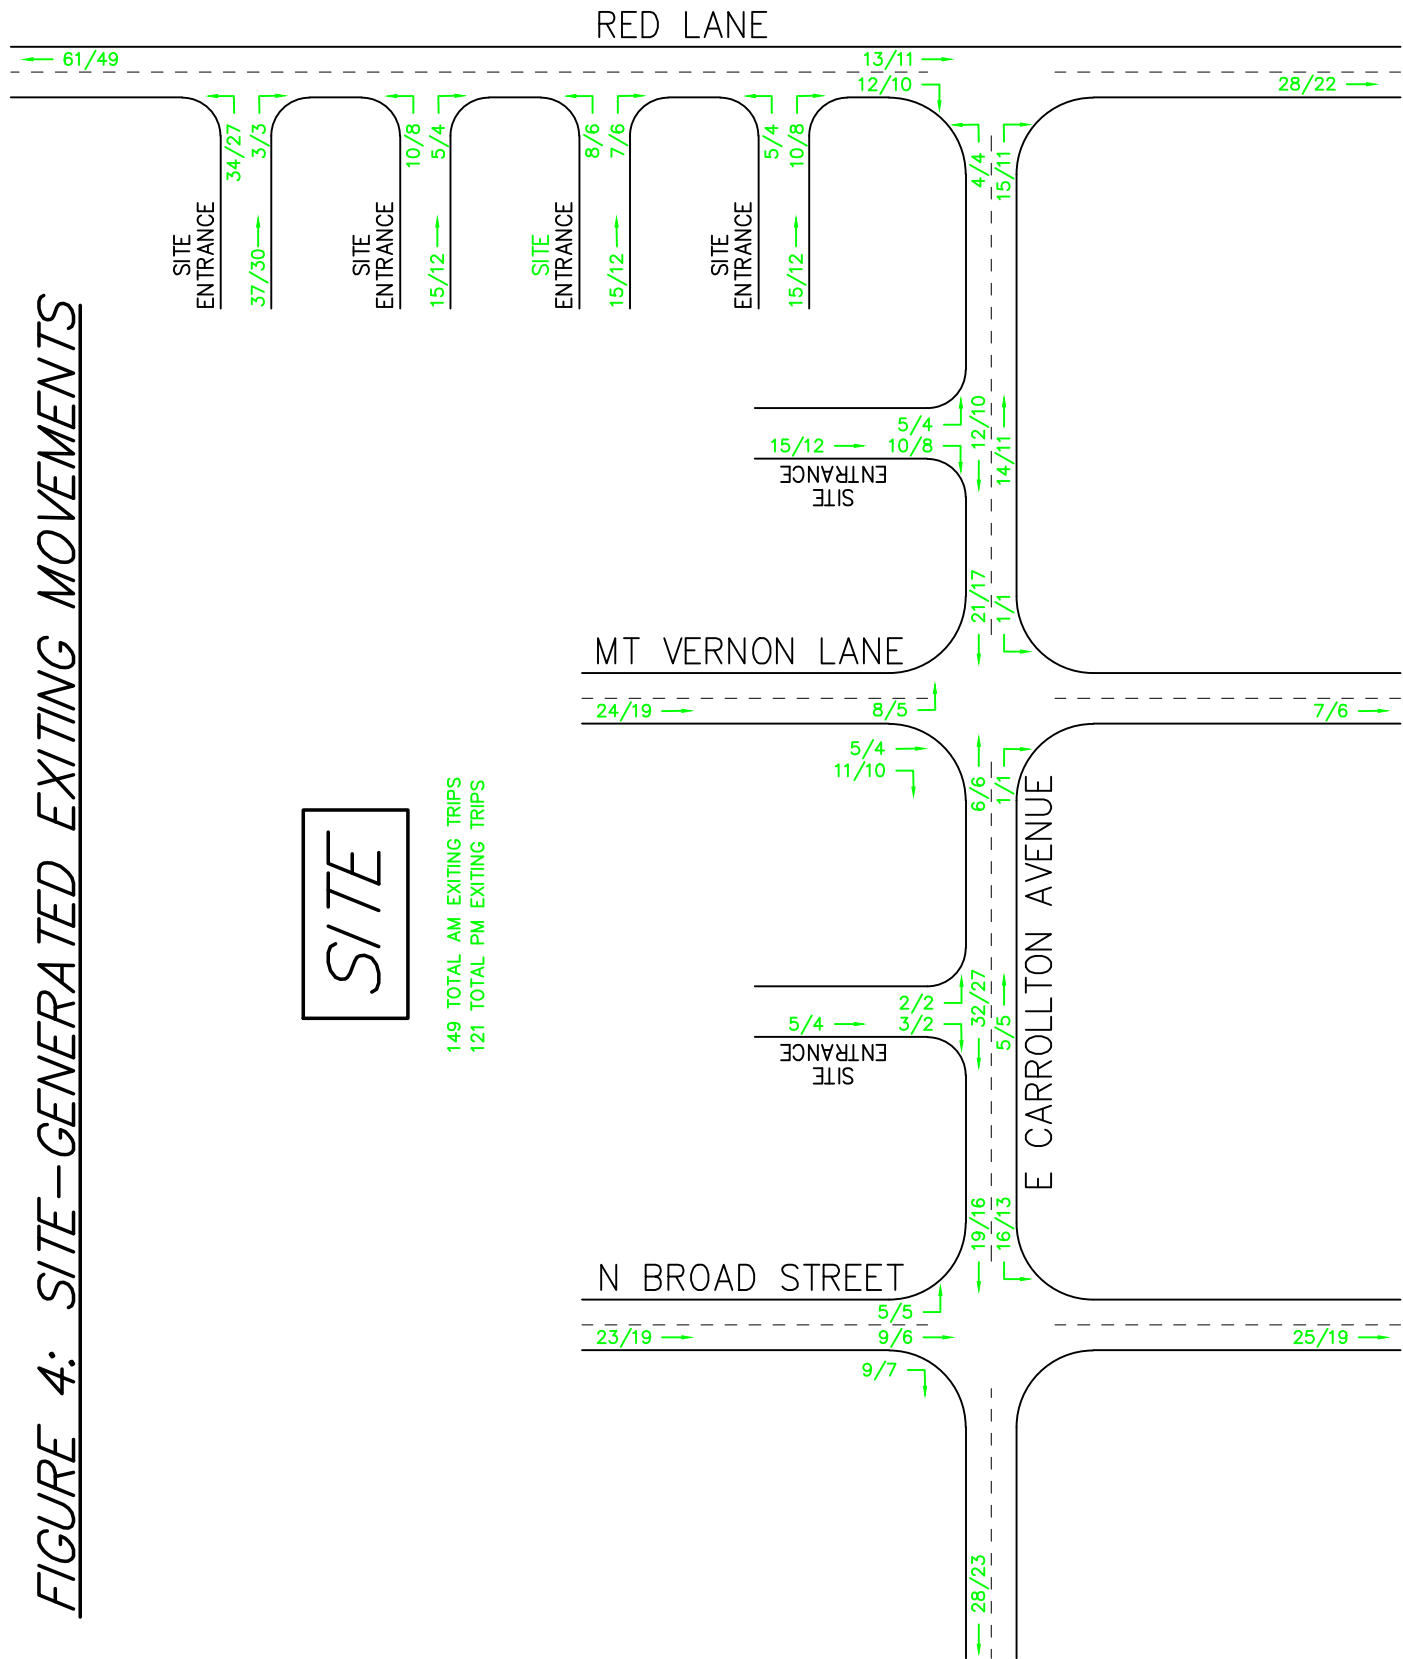 RED LANE
61/49
13/11
12/10
28/22
34/27
3/3
10/8
5/4
8/6
7/6
5/4
10/8
4/4
15/11
SITE
ENTRANCE
37/30
SITE
ENTRANCE
15/12
SITE
ENTRANCE
15/12
SITE
ENTRANCE
15/12
5/4
15/12
10/8
12/10
14/11
SITE
ENTRANCE
21/17
1/1
MT VERNON LANE
24/19
8/5
7/6
5/4
11/10
6/6
1/1
FIGURE 4: SITE-GENERATED EXITING MOVEMENTS
SITE
149 TOTAL AM EXITING TRIPS
121 TOTAL PM EXITING TRIPS
E CARROLLTON AVENUE
2/2
5/4
3/2
32/27
5/5
SITE
ENTRANCE
19/16
16/13
N BROAD STREET
5/5
23/19
9/6
25/19
9/7
28/23